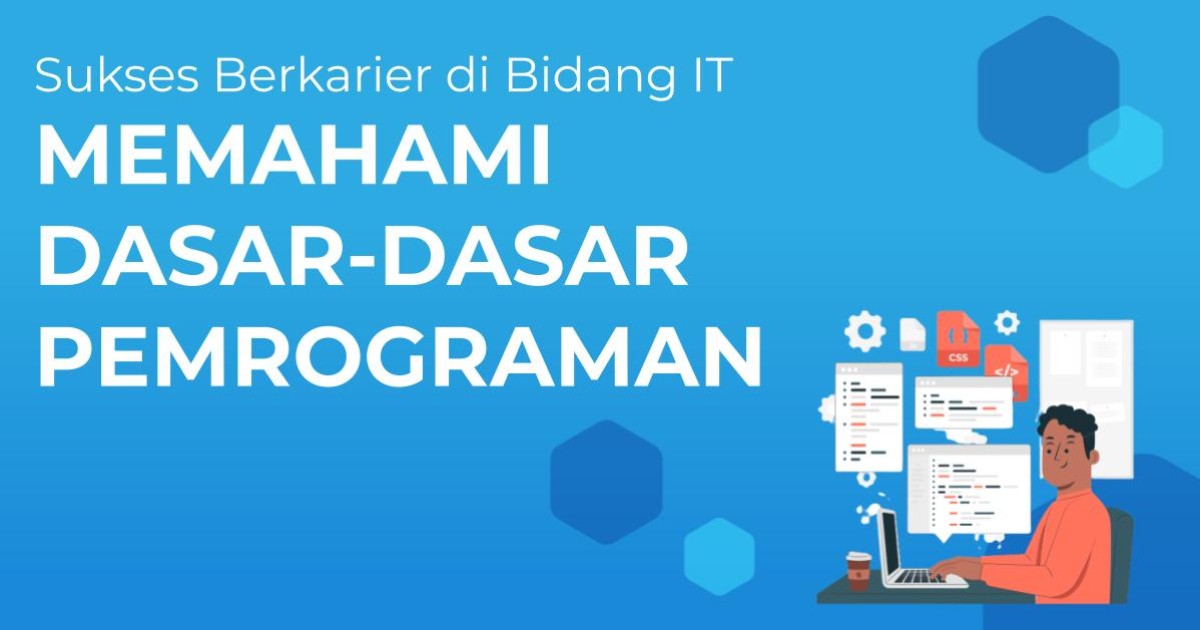 Sukses Berkarier di Bidang IT
MEMAHAMI
DASAR-DASAR
PEMROGRAMAN
{ }
CSS
</>